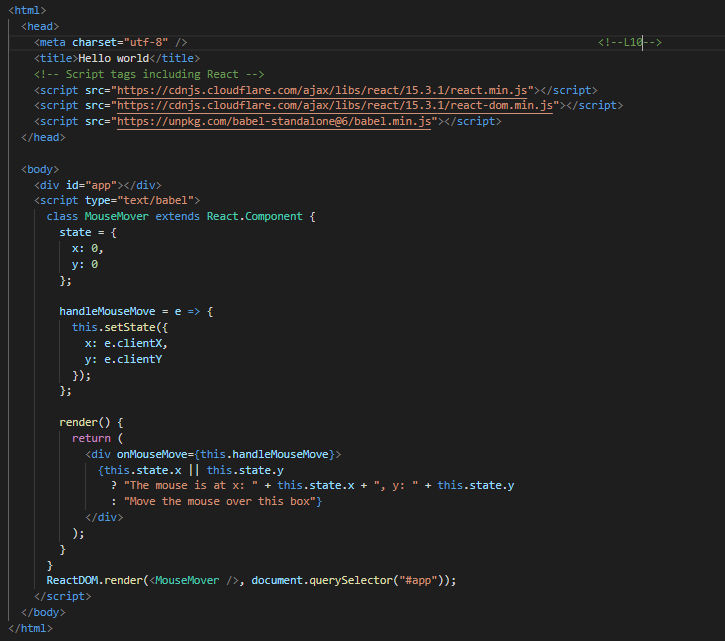 <html>
<head>
<meta charset="utf-8" /> <!--L10-->
<title>Hello world</title>
<!-- Script tags including React -->
<script src="https://cdnjs.cloudflare.com/ajax/libs/react/15.3.1/react.min.js"></script>
<script src="https://cdnjs.cloudflare.com/ajax/libs/react/15.3.1/react-dom.min.js"></script>
<script src="https://unpkg.com/babel-standalone@6/babel.min.js"></script>
</head>

<body>
<div id="app"></div>
<script type="text/babel">
class MouseMover extends React.Component {
state = {
x: 0,
y: 0
};

handleMouseMove = e => {
this.setState({
x: e.clientX,
y: e.clientY
});
};

render() {
return (
<div onMouseMove={this.handleMouseMove}>
{this.state.x || this.state.y
? "The mouse is at x: " + this.state.x + ", y: " + this.state.y
: "Move the mouse over this box"}
</div>
);
}
}
ReactDOM.render(<MouseMover />, document.querySelector("#app"));
</script>
</body>
</html>